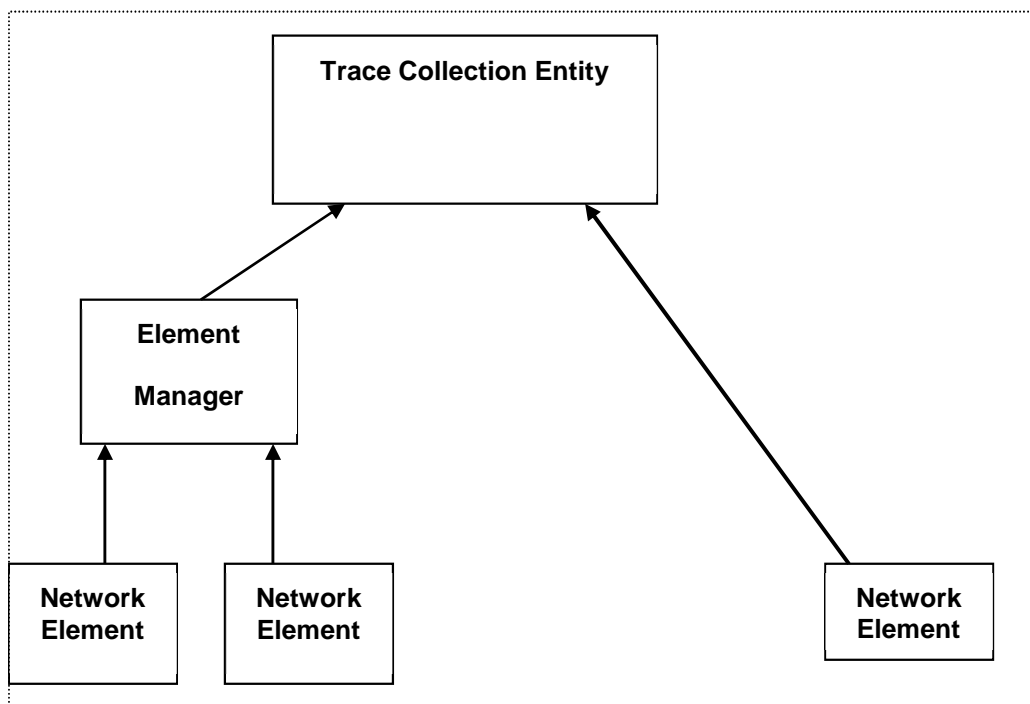 Trace Collection Entity
Element
Manager
Network
Element
Network
Element
Network
Element